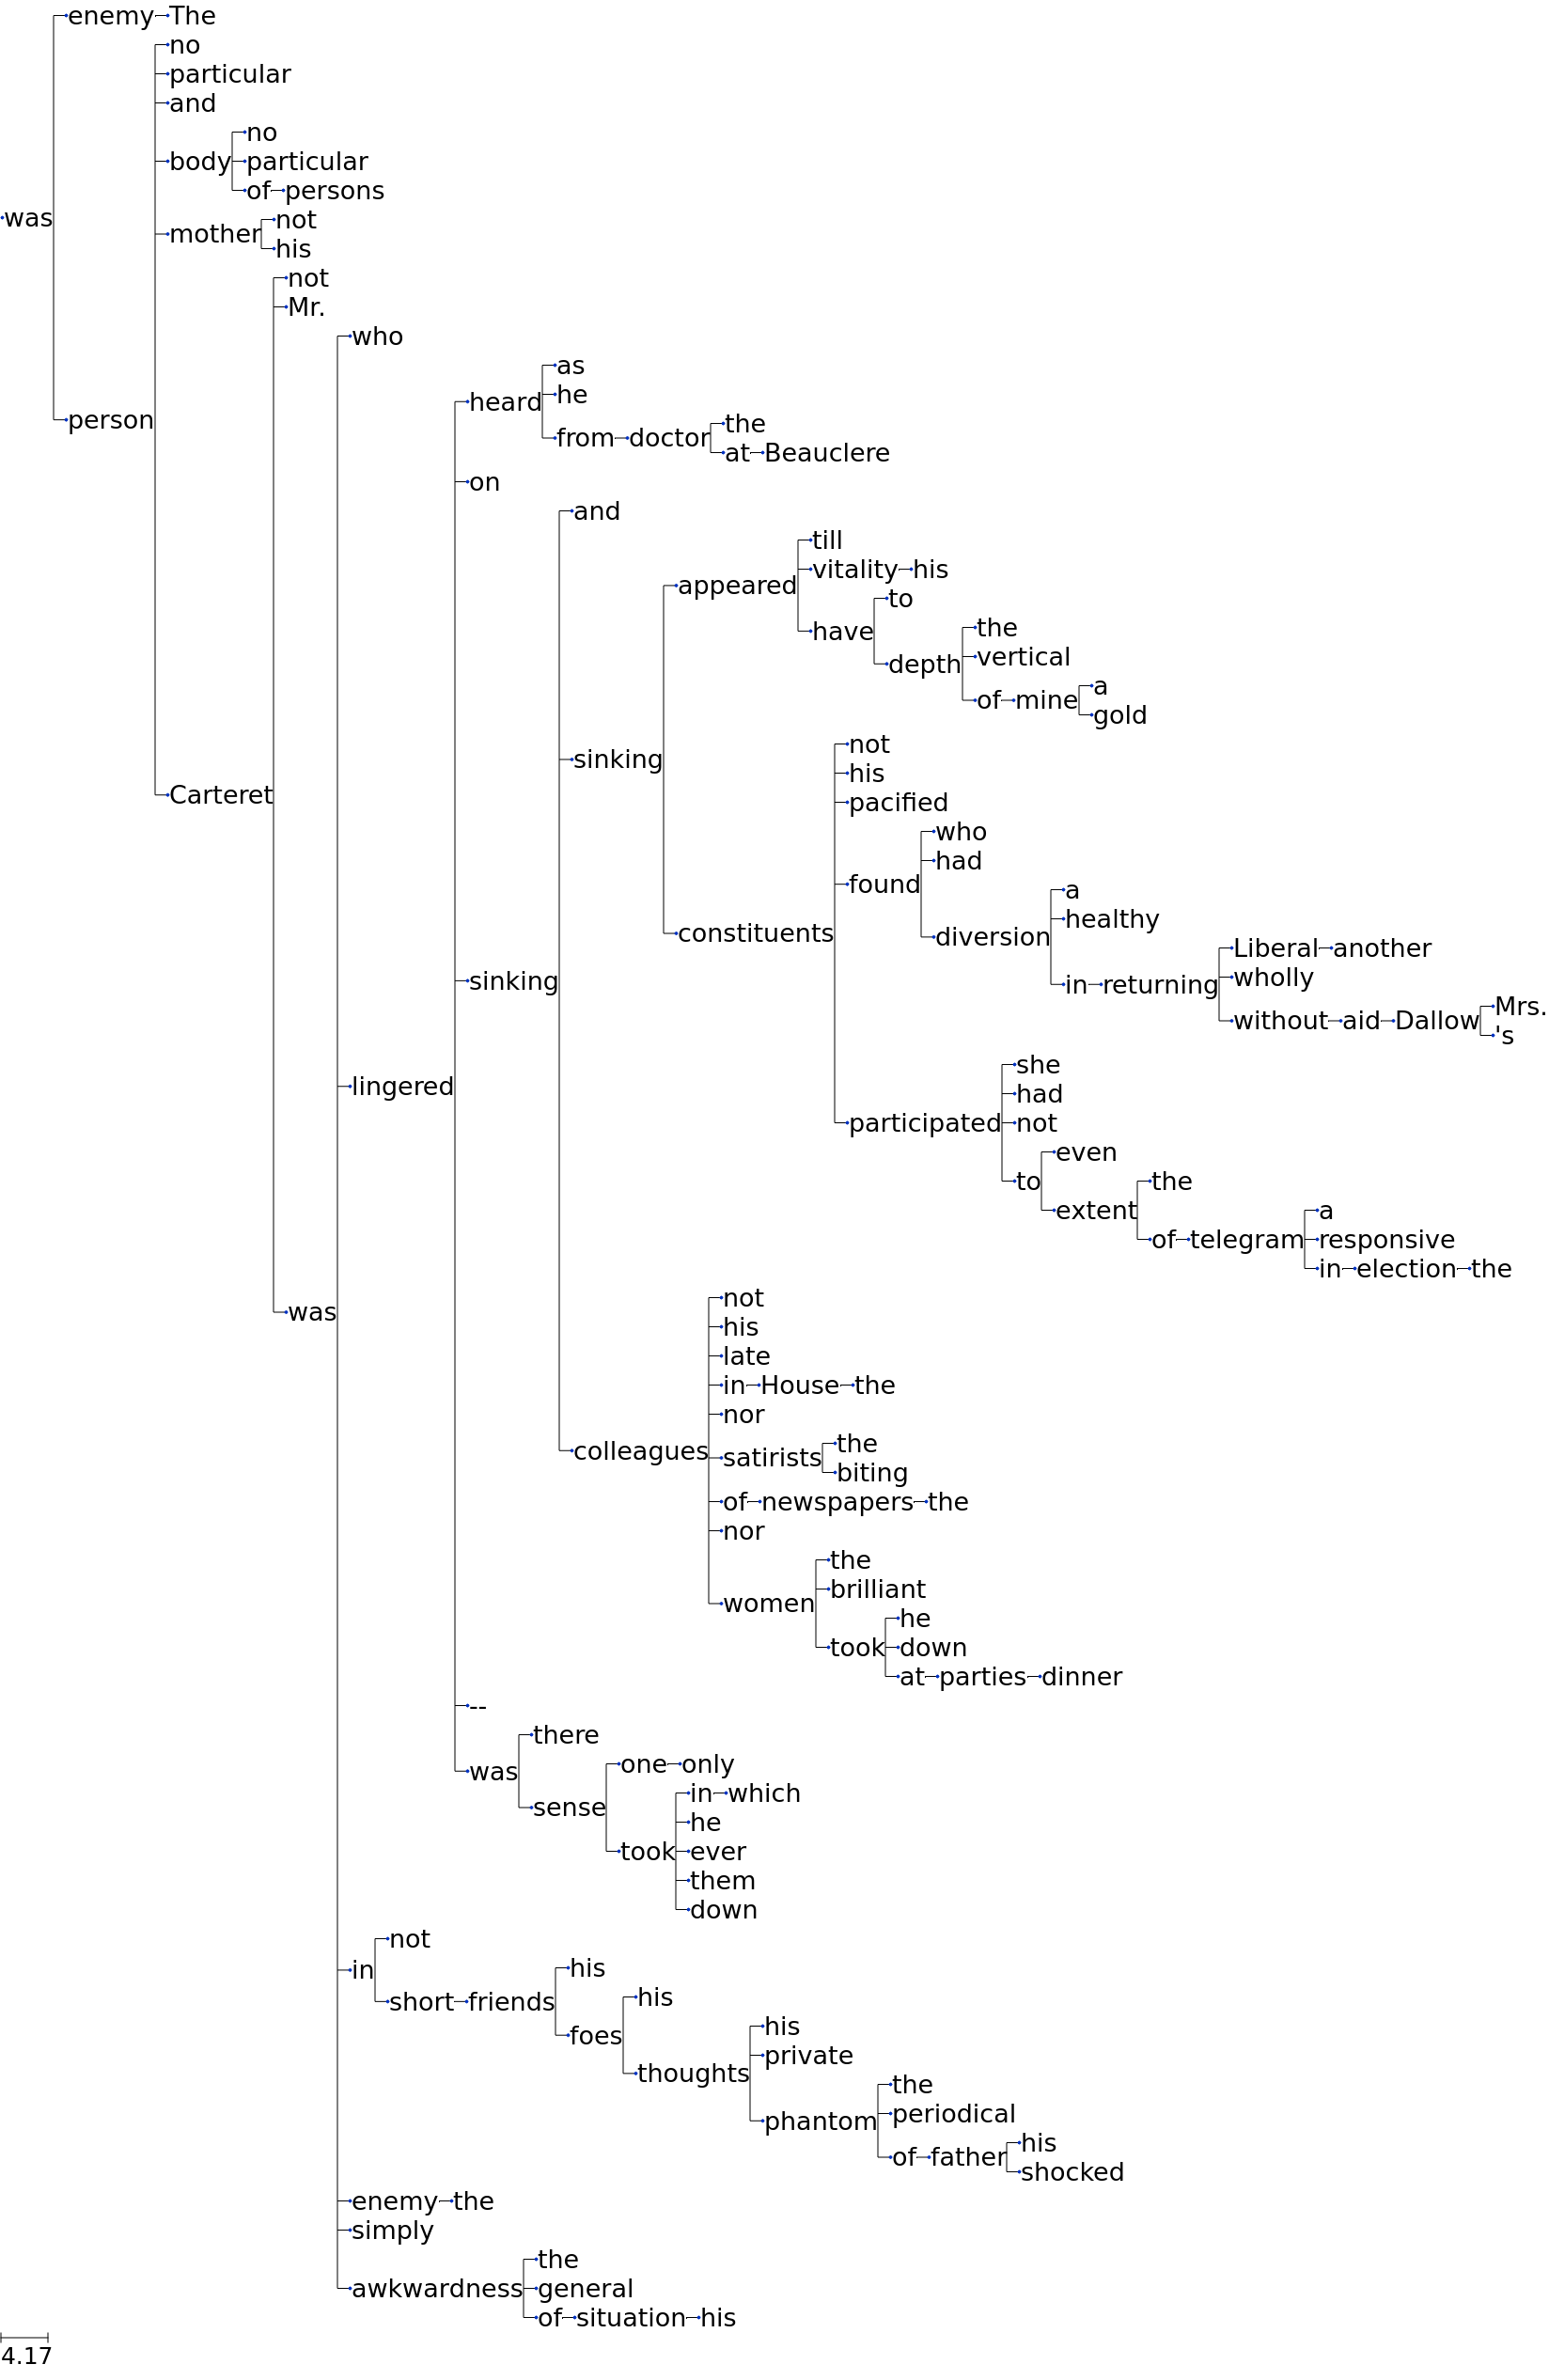 enemy The
no
particular
and
no
body particular
of persons
not
was mother
his
not
Mr.
who
as
heard he
person
from doctor the
at Beauclere
on
and
till
vitality his
appeared
to
have
the
vertical
depth
a
of mine
gold
not
sinking
his
Carteret
pacified
who
had
found
a
healthy
constituents diversion
Liberal another
wholly
in returning
Mrs.
without aid Dallow
's
sinking
she
had
lingered
participated not
even
to
the
extent
a
of telegram responsive
in election the
not
was
his
late
in House the
nor
the
colleagues satirists
biting
of newspapers the
nor
the
brilliant
women
he
took down
at parties dinner
--
there
one only
was
in which
sense
he
took ever
them
down
not
in
his
short friends
his
foes
his
private
thoughts
the
phantom periodical
his
of father
shocked
enemy the
simply
the
awkwardness general
of situation his
4.17